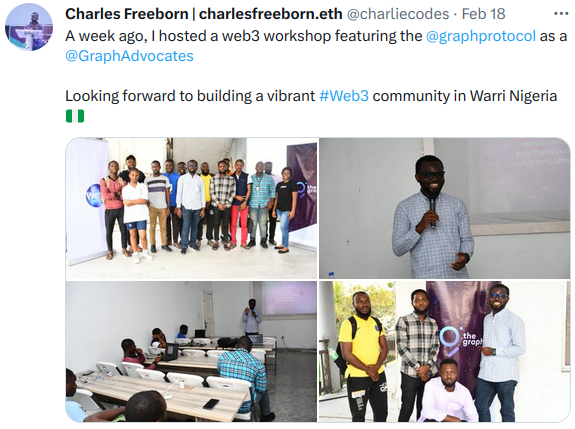 Charles Freeborn | charlesfreeborn.eth @charliecodes · Feb 18
A week ago, I hosted a web3 workshop featuring the @graphprotocol as a
@GraphAdvocates
Looking forward to building a vibrant #Web3 community in Warri Nigeria
🇳🇬
the
graph
the
graph